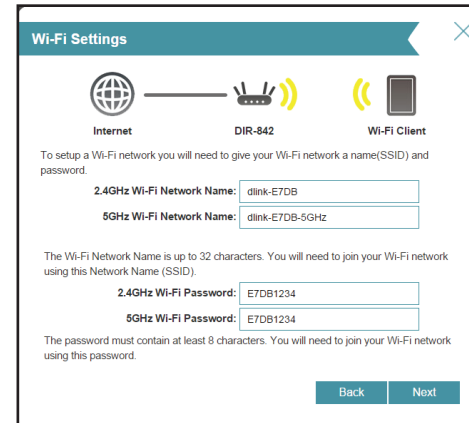 Wi-Fi Settings
Internet DIR-842 Wi-Fi Client
To setup a Wi-Fi network you will need to give your Wi-Fi network a name(SSID) and
password.
2.4GHz Wi-Fi Network Name: dlink-E7DB
5GHz Wi-Fi Network Name: dlink-E7DB-5GHz
The Wi-Fi Network Name is up to 32 characters. You will need to join your Wi-Fi network
using this Network Name (SSID).
2.4GHz Wi-Fi Password: E7DB1234
5GHz Wi-Fi Password: E7DB1234
The password must contain at least 8 characters. You will need to join your Wi-Fi network
using this password.
Back Next